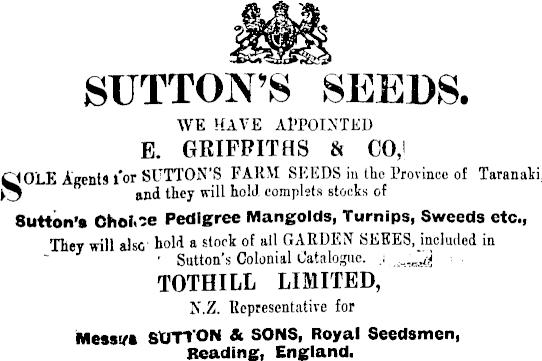 SUTTON'S SEEDS.
WE HAVE APPOINTED
E. GRIFFITHS & CO,
SOLE Agents for SUTTON'S FARM SEEDS in the Province of Taranaki,
and they will hold complete stocks of
Sutton's Choice Pedigree Mangolds, Turnips, Sweeds etc.,
They will also hold a stock of all GARDEN SEEES, included in
Sutton's Colonial Catalogue.
TOTHILL LIMITED,
N.Z. Representative for
Messrs SUTTON & SONS, Royal Seedsmen,
Reading, England.